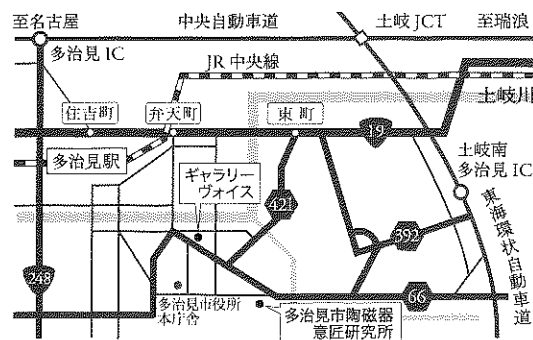 至名古屋
中央自動車道
土岐JCT
至瑞浪
多治見IC
JR中央線
土岐川
住吉町
弁天町
東町
19
多治見駅
土岐南
多治見IC
ギャラリー
ヴォイス
421
392
東海環状自動車道
248
66
多治見市役所
本庁舎
多治見市陶磁器
意匠研究所